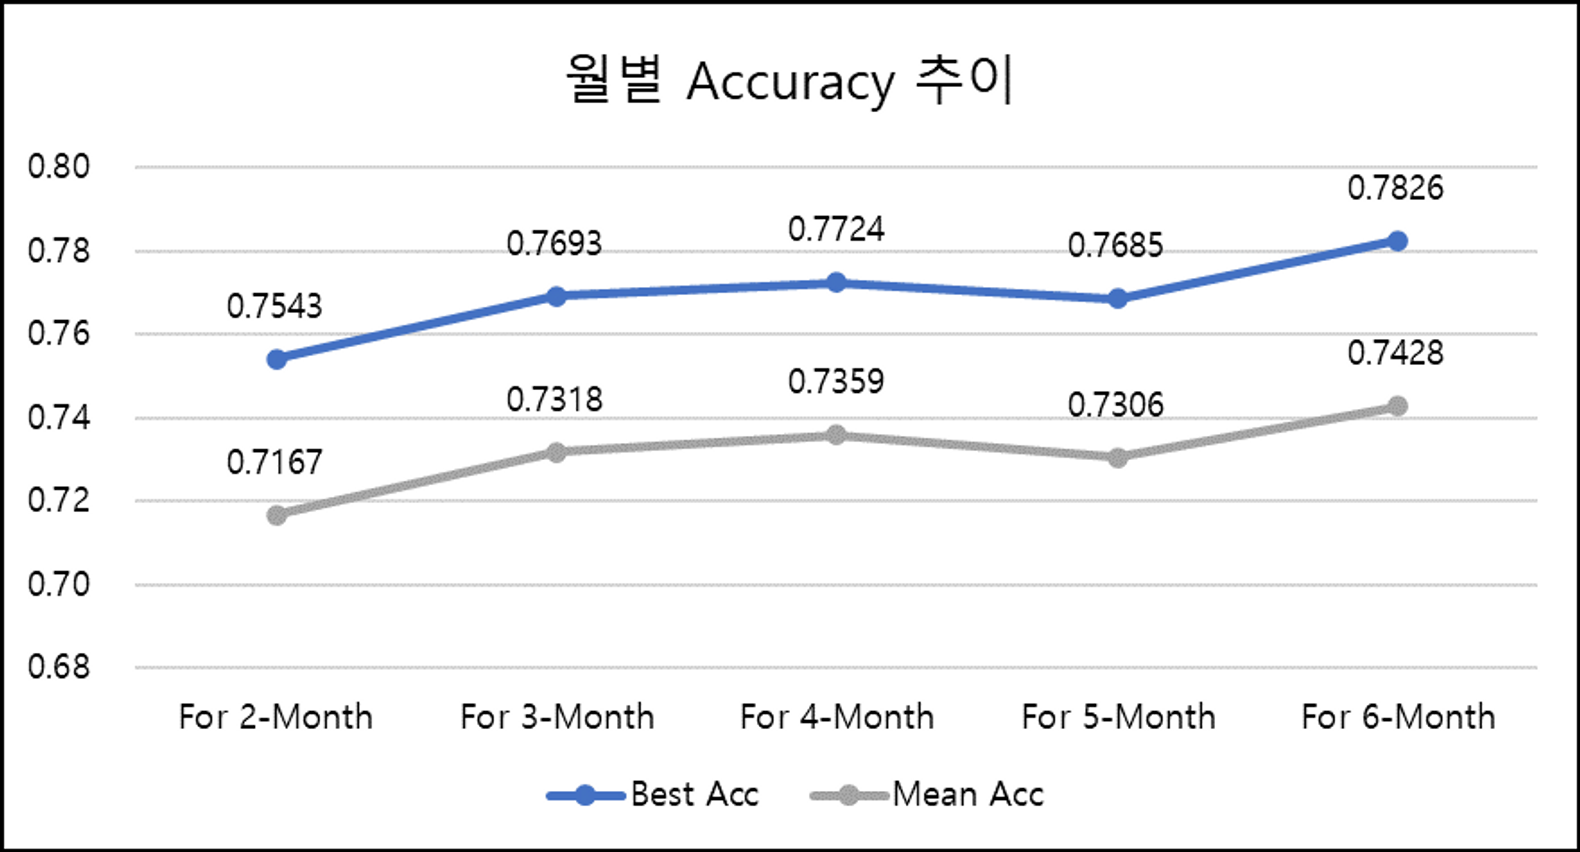 월별 Accuracy 추이
0.80
0.78
0.76
0.74
0.72
0.70
0.68
0.7543
0.7693
0.7724
0.7685
0.7826
0.7167
0.7318
0.7359
0.7306
0.7428
For 2-Month
For 3-Month
For 4-Month
For 5-Month
For 6-Month
Best Acc
Mean Acc